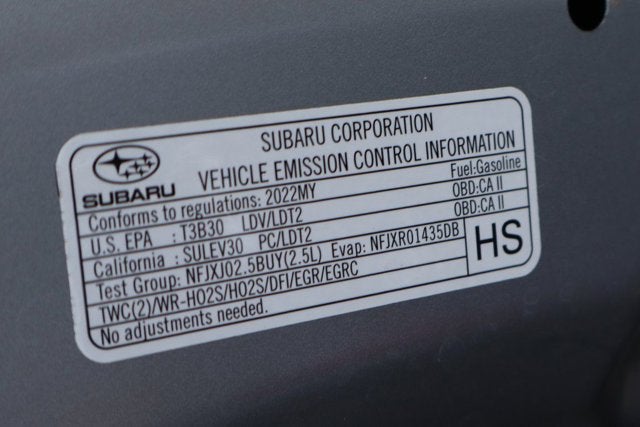 SUBARU CORPORATION
SUBARU
VEHICLE EMISSION CONTROL INFORMATION
Conforms to regulations: 2022MY Fuel:Gasoline
U.S. EPA : T3B30 LDV/LDT2 OBD:CA II
California : SULEV30 PC/LDT2 OBD:CA II
Test Group: NFJXJ02.5BUY(2.5L) Evap: NFJXR01435DB
TWC(2)/WR-HO2S/HO2S/DFI/EGR/EGRC
No adjustments needed.
HS